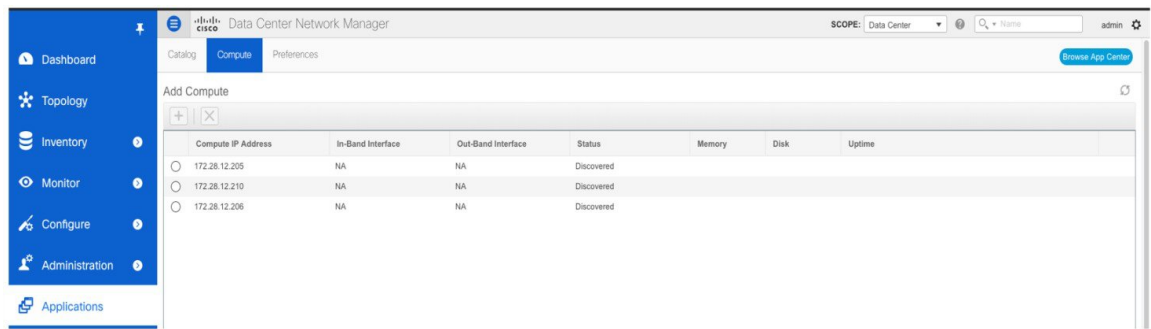 cisco Data Center Network Manager
SCOPE: Data Center
Name
admin
Dashboard
Topology
Inventory
Monitor
Configure
Administration
Applications
Catalog Compute Preferences
Browse App Center
Add Compute
Compute IP Address In-Band Interface Out-Band Interface Status Memory Disk Uptime
172.28.12.205 NA NA Discovered
172.28.12.210 NA NA Discovered
172.28.12.206 NA NA Discovered